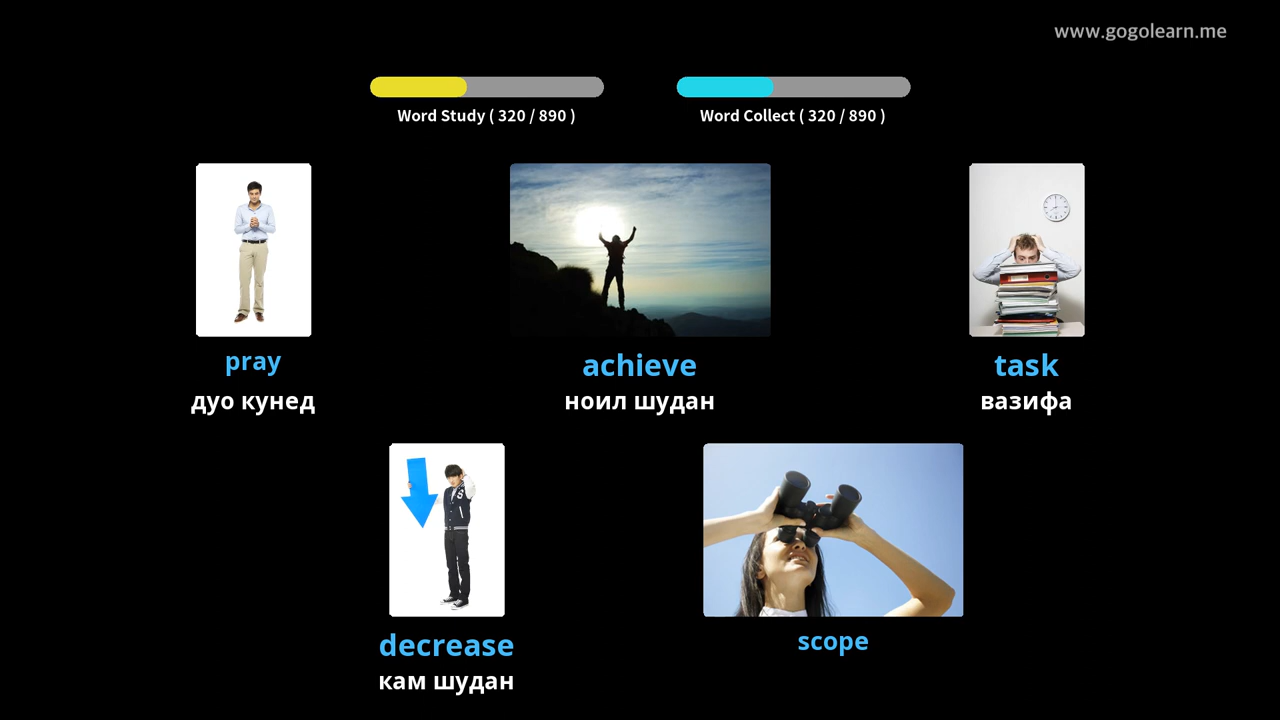 www.gogolearn.me
Word Study ( 320 / 890 )
Word Collect ( 320 / 890 )
pray
дуо кунед
achieve
ноил шудан
task
вазифа
decrease
кам шудан
scope